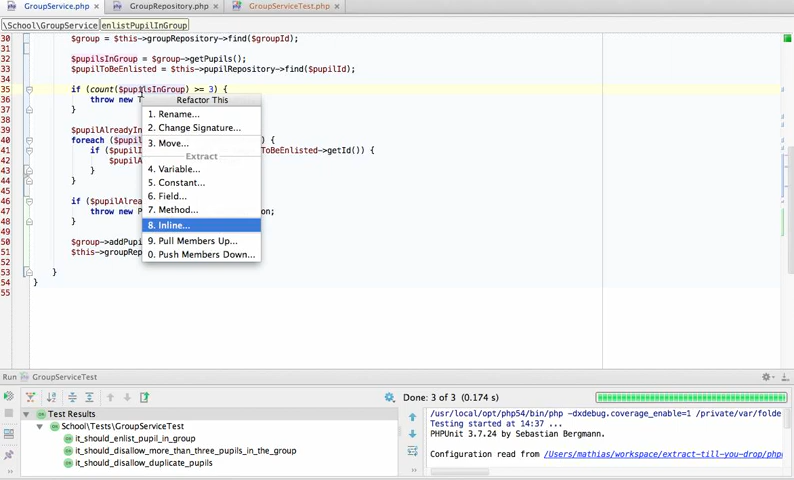 GroupService.php
GroupRepository.php
GroupServiceTest.php
\School\GroupService
enlistPupilInGroup
30 $group = $this->groupRepository->find($groupId);
31
32 $pupilsInGroup = $group->getPupils();
33 $pupilToBeEnlisted = $this->pupilRepository->find($pupilId);
34
35 if (count($pupilsInGroup) >= 3) {
36 throw new T
37 }
38
39 $pupilAlreadyIn
40 foreach ($pupil ) {
41 if ($pupilI ToBeEnlisted->getId()) {
42 $pupilA
43 }
44 }
45
46 if ($pupilAlrea
47 throw new P on;
48 }
49
50 $group->addPupi
51 $this->groupRep
52
53 }
54 }
55
Refactor This
1. Rename...
2. Change Signature...
3. Move...
Extract
4. Variable...
5. Constant...
6. Field...
7. Method...
8. Inline...
9. Pull Members Up...
0. Push Members Down...
Run GroupServiceTest
Done: 3 of 3 (0.174 s)
Test Results
School\Tests\GroupServiceTest
it_should_enlist_pupil_in_group
it_should_disallow_more_than_three_pupils_in_the_group
it_should_disallow_duplicate_pupils
/usr/local/opt/php54/bin/php -dxdebug.coverage_enable=1 /private/var/folde
Testing started at 14:37 ...
PHPUnit 3.7.24 by Sebastian Bergmann.
Configuration read from /Users/mathias/workspace/extract-till-you-drop/php